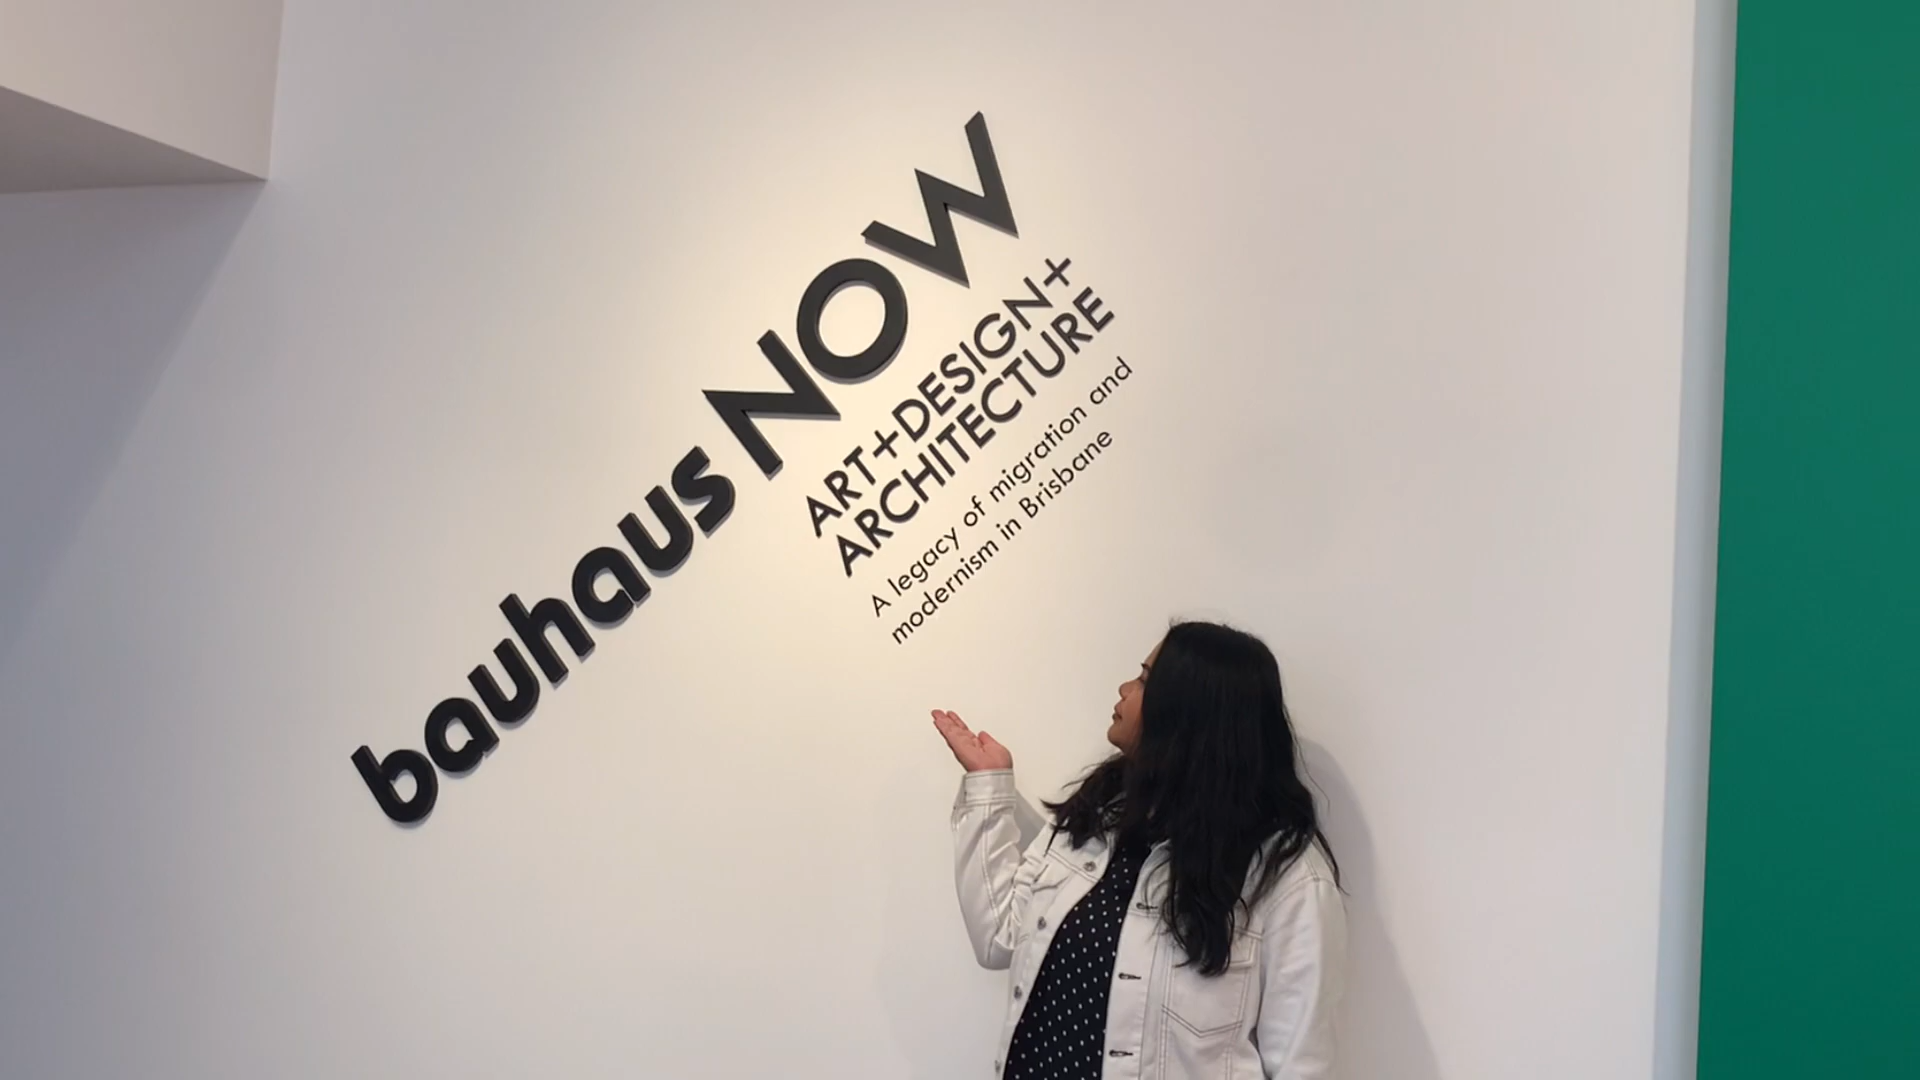 bauhaus NOW
ART+DESIGN+
ARCHITECTURE
A legacy of migration and
modernism in Brisbane